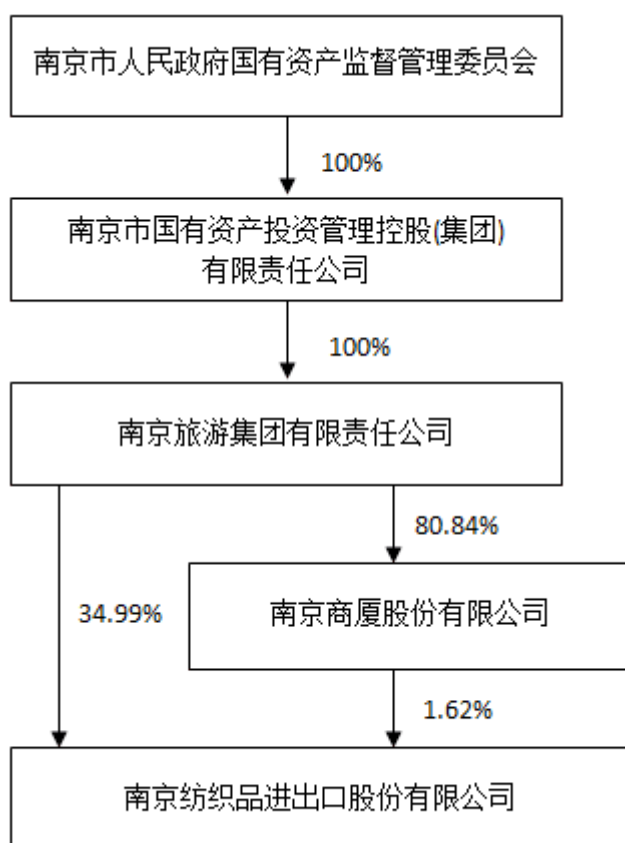 南京市人民政府国有资产监督管理委员会
100%
南京市国有资产投资管理控股(集团)
有限责任公司
100%
南京旅游集团有限责任公司
80.84%
34.99%
南京商厦股份有限公司
1.62%
南京纺织品进出口股份有限公司